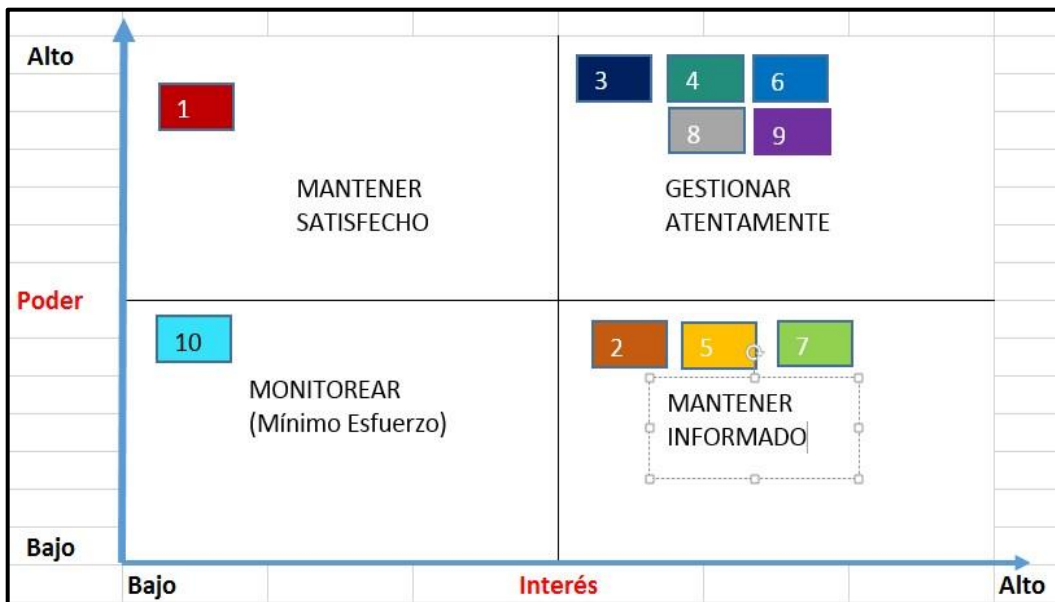 Alto
1
3
4
6
8
9
MANTENER
SATISFECHO
GESTIONAR
ATENTAMENTE
Poder
10
2
5
7
MONITOREAR
(Mínimo Esfuerzo)
MANTENER
INFORMADO
Bajo
Bajo
Interés
Alto